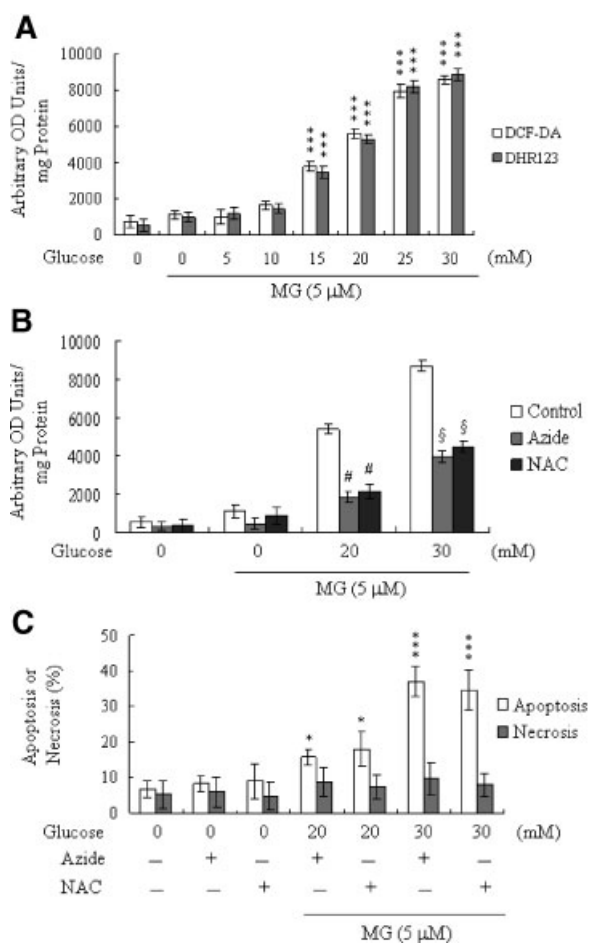 A
Arbitrary OD Units/
mg Protein
10000
8000
6000
4000
2000
0
*** *** *** *** *** *** *** ***
DCF-DA
DHR123
Glucose 0 0 5 10 15 20 25 30 (mM)
MG (5 μM)
B
Arbitrary OD Units/
mg Protein
10000
8000
6000
4000
2000
0
# # § §
Control
Azide
NAC
Glucose 0 0 20 30 (mM)
MG (5 μM)
C
Apoptosis or
Necrosis (%)
50
40
30
20
10
0
* * *** ***
Apoptosis
Necrosis
Glucose 0 0 0 20 20 30 30 (mM)
Azide — + — + — + —
NAC — — + — + — +
MG (5 μM)